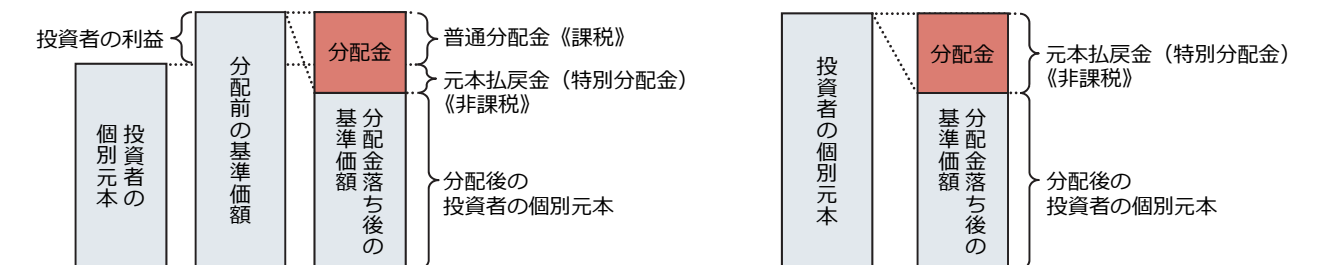 投資者の利益
投資者の
個別元本
分配前の基準価額
分配金
分配金落ち後の
基準価額
普通分配金《課税》
元本払戻金（特別分配金）
《非課税》
分配後の
投資者の個別元本
投資者の個別元本
分配金
分配金落ち後の
基準価額
元本払戻金（特別分配金）
《非課税》
分配後の
投資者の個別元本